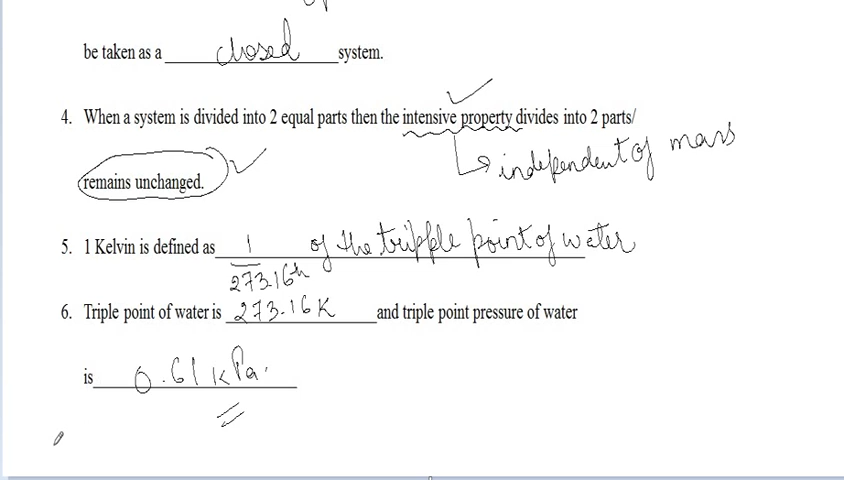 be taken as a closed system.
4. When a system is divided into 2 equal parts then the intensive property divides into 2 parts/
independent of mass
remains unchanged.
5. 1 Kelvin is defined as 1/273.16th of the tripple point of water
6. Triple point of water is 273.16K and triple point pressure of water
is 0.61 kPa.